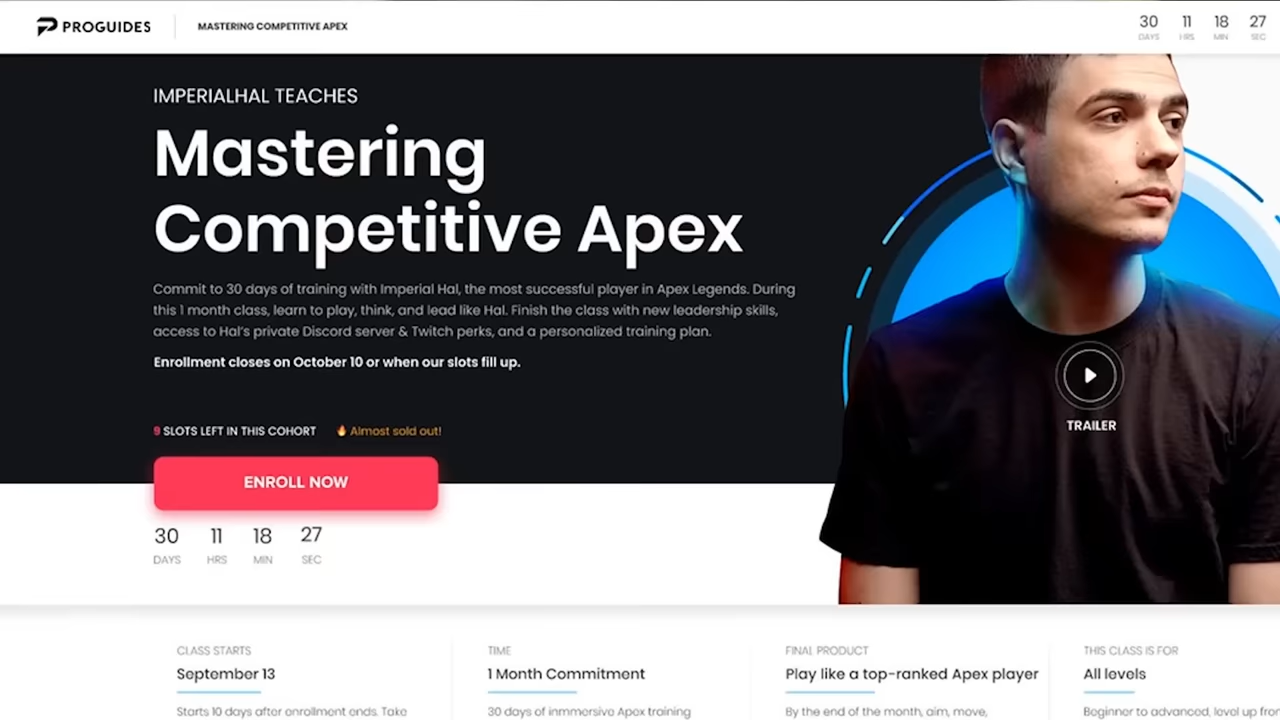 PROGUIDES
MASTERING COMPETITIVE APEX
30 11 18 27
DAYS HRS MIN SEC
IMPERIALHAL TEACHES
Mastering
Competitive Apex
Commit to 30 days of training with Imperial Hal, the most successful player in Apex Legends. During
this 1 month class, learn to play, think, and lead like Hal. Finish the class with new leadership skills,
access to Hal's private Discord server & Twitch perks, and a personalized training plan.
Enrollment closes on October 10 or when our slots fill up.
9 SLOTS LEFT IN THIS COHORT 🔥 Almost sold out!
ENROLL NOW
30 11 18 27
DAYS HRS MIN SEC
TRAILER
CLASS STARTS
September 13
Starts 10 days after enrollment ends. Take
TIME
1 Month Commitment
30 days of inmmersive Apex training
FINAL PRODUCT
Play like a top-ranked Apex player
By the end of the month, aim, move,
THIS CLASS IS FOR
All levels
Beginner to advanced, level up from